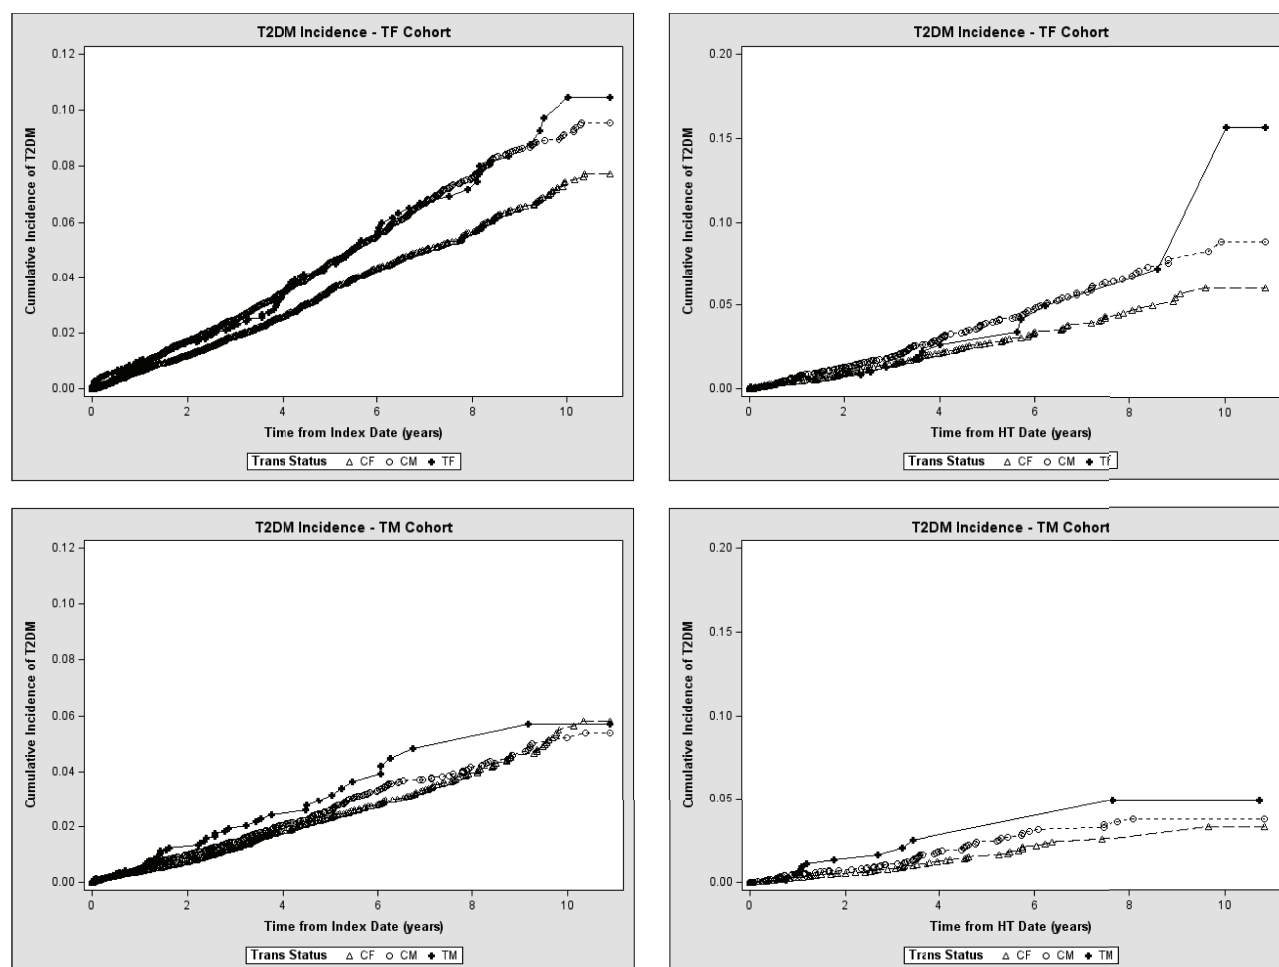 T2DM Incidence - TF Cohort
Cumulative Incidence of T2DM
0.12
0.10
0.08
0.06
0.04
0.02
0.00
0 2 4 6 8 10
Time from Index Date (years)
Trans Status CF CM TF
T2DM Incidence - TF Cohort
Cumulative Incidence of T2DM
0.20
0.15
0.10
0.05
0.00
0 2 4 6 8 10
Time from HT Date (years)
Trans Status CF CM TF
T2DM Incidence - TM Cohort
Cumulative Incidence of T2DM
0.12
0.10
0.08
0.06
0.04
0.02
0.00
0 2 4 6 8 10
Time from Index Date (years)
Trans Status CF CM TM
T2DM Incidence - TM Cohort
Cumulative Incidence of T2DM
0.20
0.15
0.10
0.05
0.00
0 2 4 6 8 10
Time from HT Date (years)
Trans Status CF CM TM